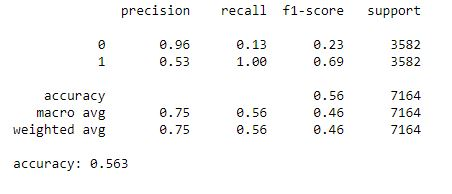 precision recall f1-score support
0 0.96 0.13 0.23 3582
1 0.53 1.00 0.69 3582
accuracy 0.56 7164
macro avg 0.75 0.56 0.46 7164
weighted avg 0.75 0.56 0.46 7164
accuracy: 0.563